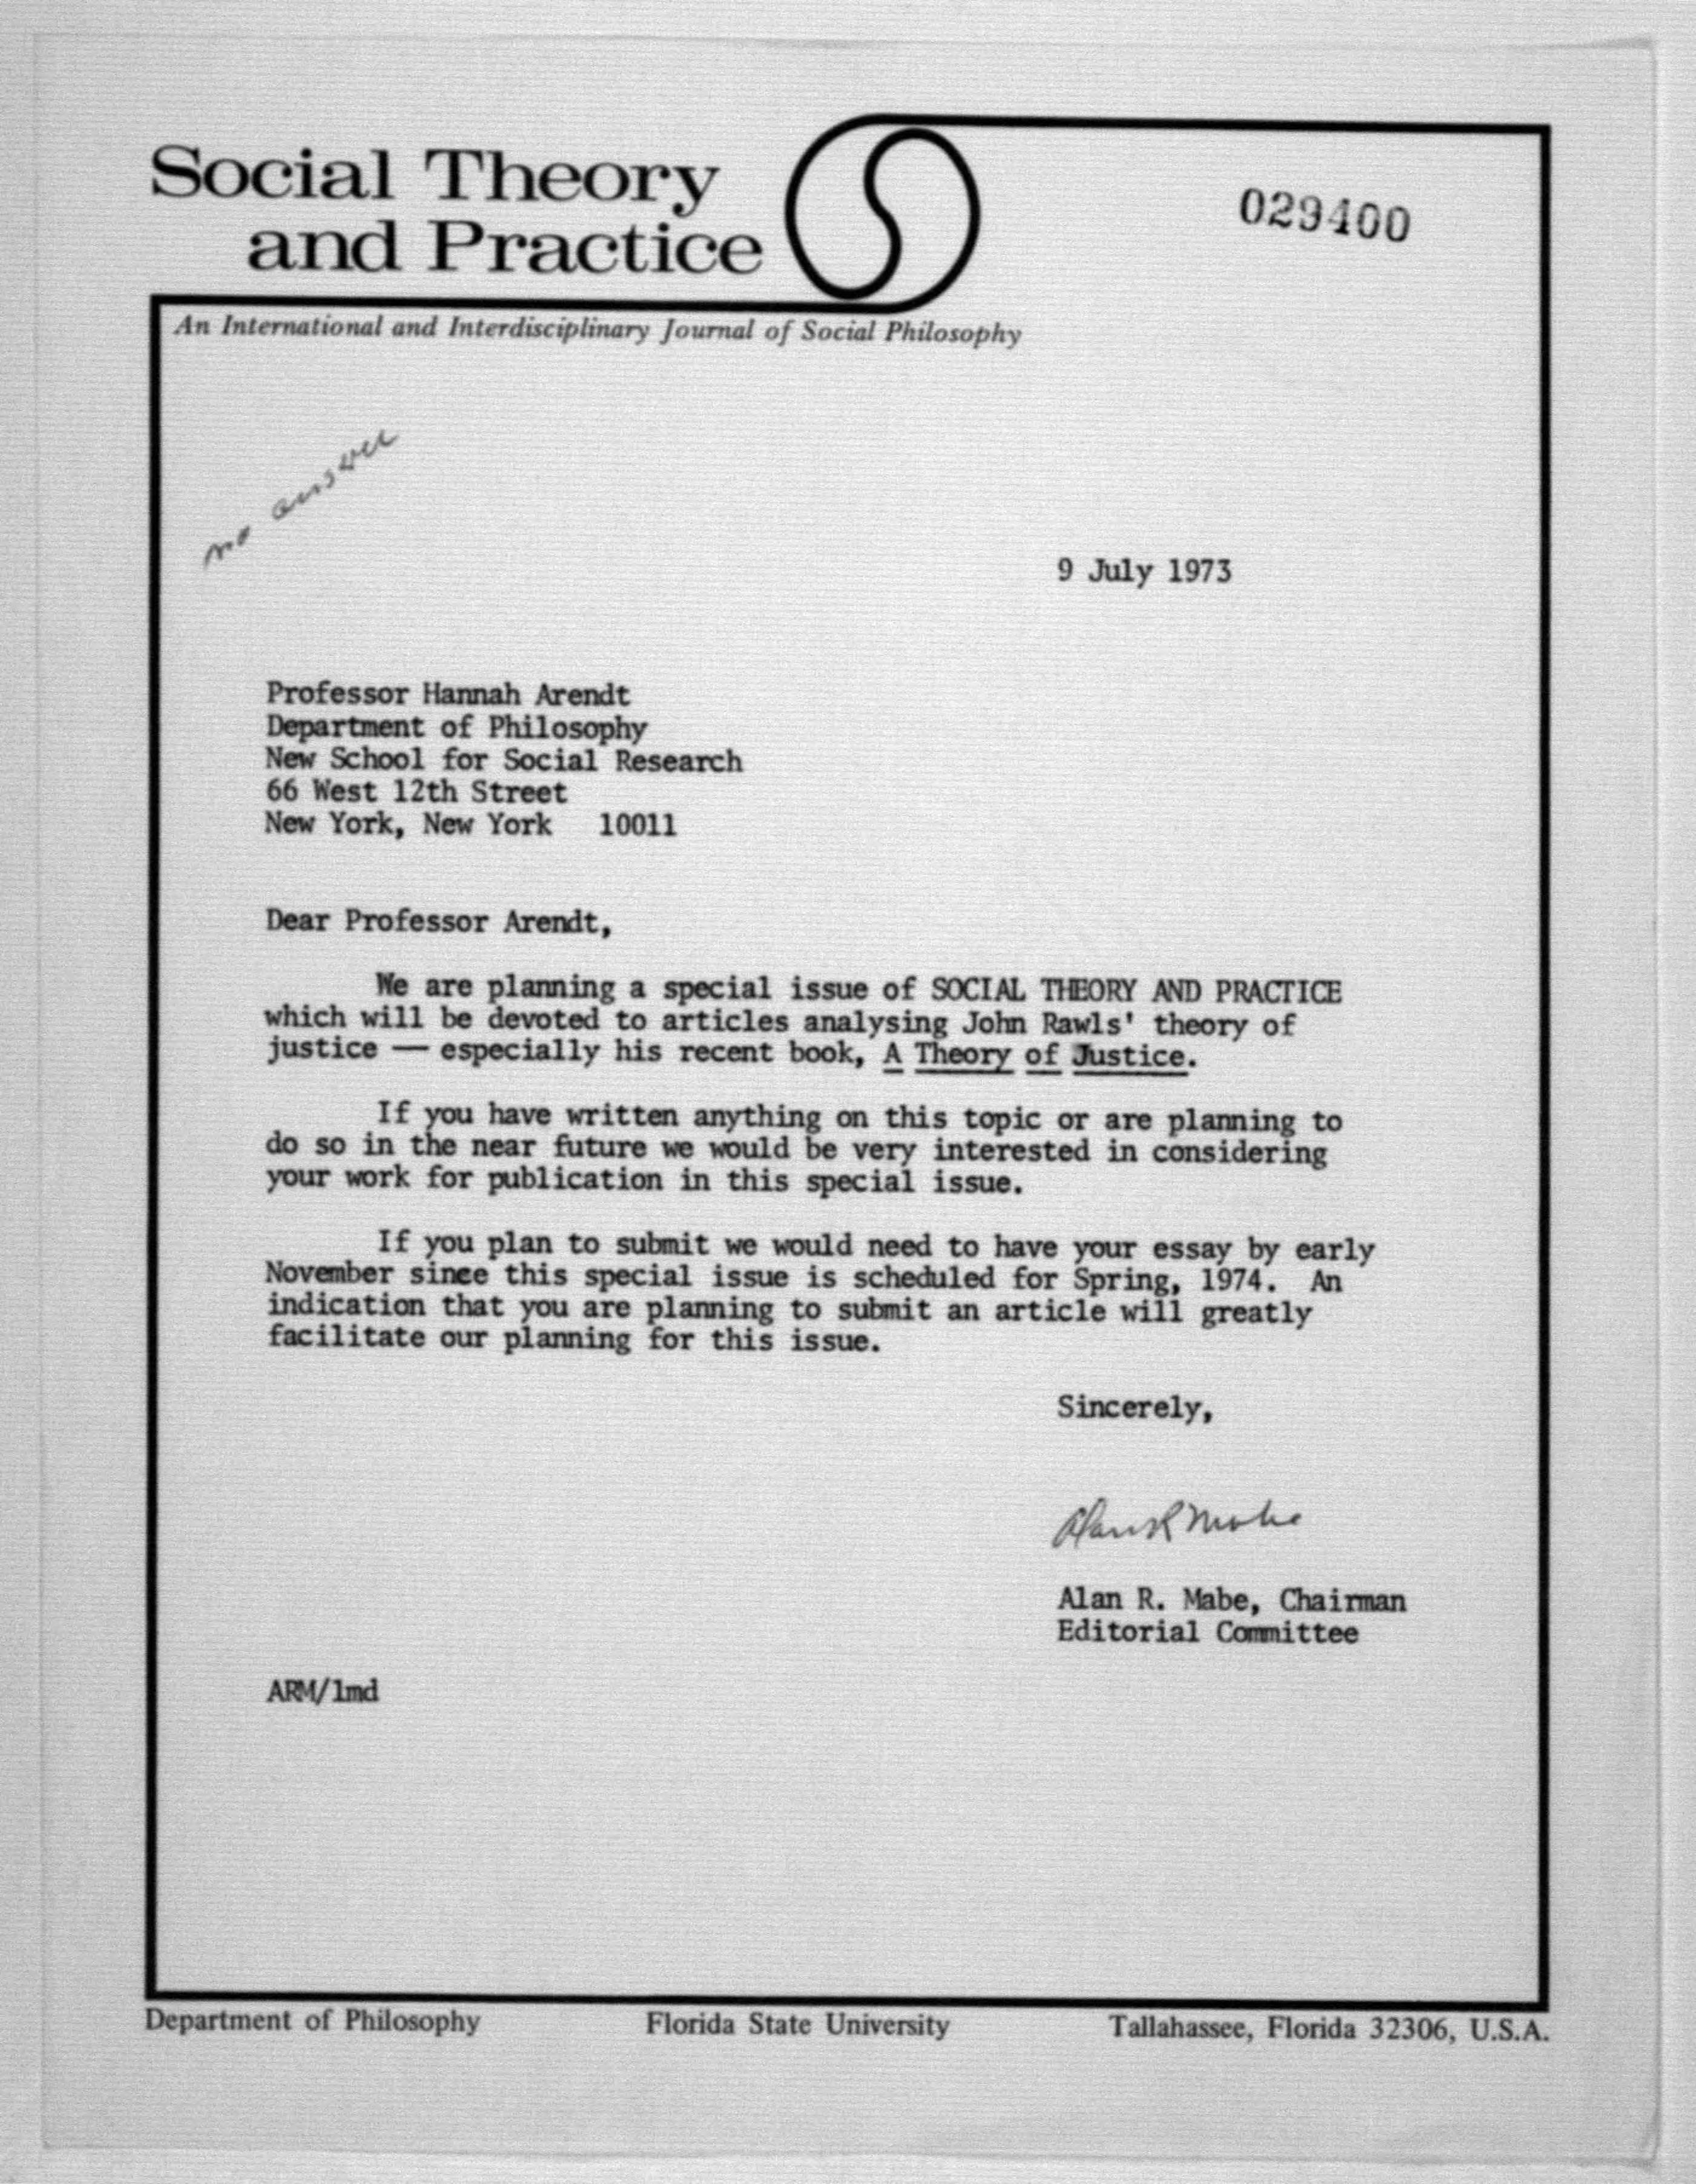 Social Theory
and Practice
029400
An International and Interdisciplinary Journal of Social Philosophy
no answer
9 July 1973
Professor Hannah Arendt
Department of Philosophy
New School for Social Research
66 West 12th Street
New York, New York 10011
Dear Professor Arendt,
We are planning a special issue of SOCIAL THEORY AND PRACTICE
which will be devoted to articles analysing John Rawls' theory of
justice — especially his recent book, A Theory of Justice.
If you have written anything on this topic or are planning to
do so in the near future we would be very interested in considering
your work for publication in this special issue.
If you plan to submit we would need to have your essay by early
November since this special issue is scheduled for Spring, 1974. An
indication that you are planning to submit an article will greatly
facilitate our planning for this issue.
Sincerely,
Alan R Mabe
Alan R. Mabe, Chairman
Editorial Committee
ARM/lmd
Department of Philosophy Florida State University Tallahassee, Florida 32306, U.S.A.